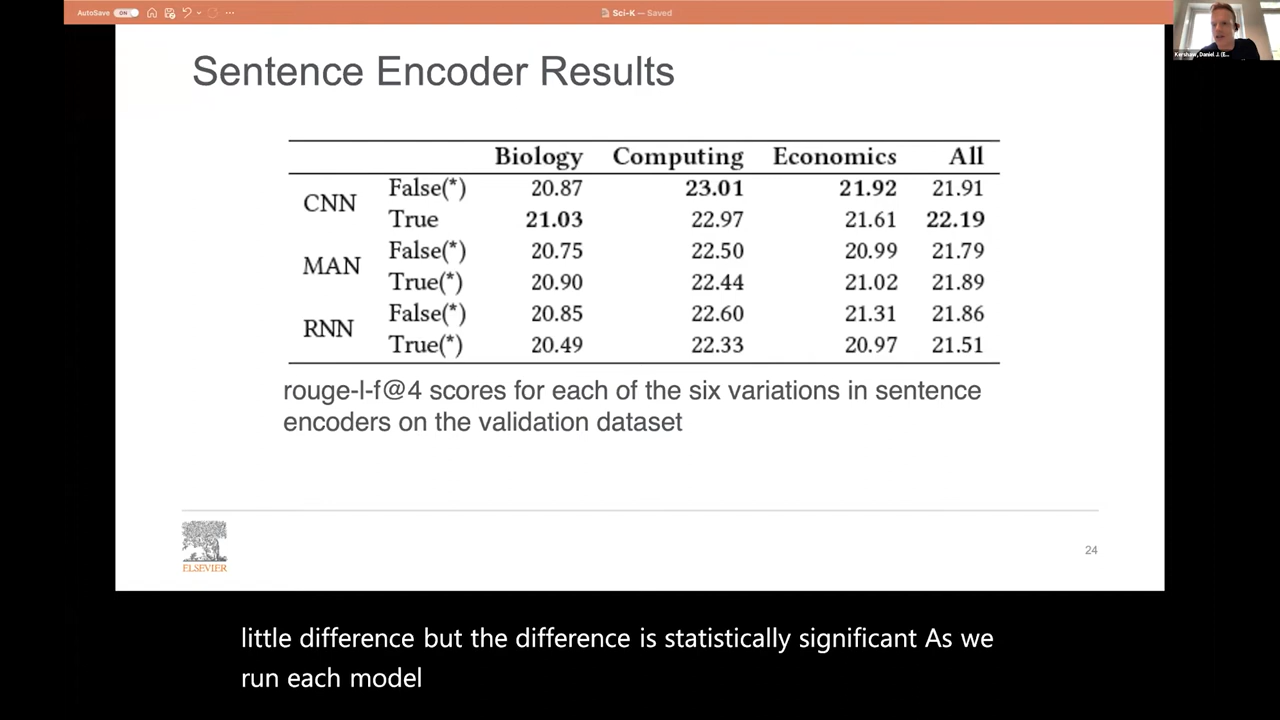 AutoSave ON
Sci-K — Saved
Kershaw, Daniel J. (E...
Sentence Encoder Results
Biology Computing Economics All
CNN False(*) 20.87 23.01 21.92 21.91
True 21.03 22.97 21.61 22.19
MAN False(*) 20.75 22.50 20.99 21.79
True(*) 20.90 22.44 21.02 21.89
RNN False(*) 20.85 22.60 21.31 21.86
True(*) 20.49 22.33 20.97 21.51
rouge-l-f@4 scores for each of the six variations in sentence
encoders on the validation dataset
ELSEVIER
24
little difference but the difference is statistically significant As we
run each model